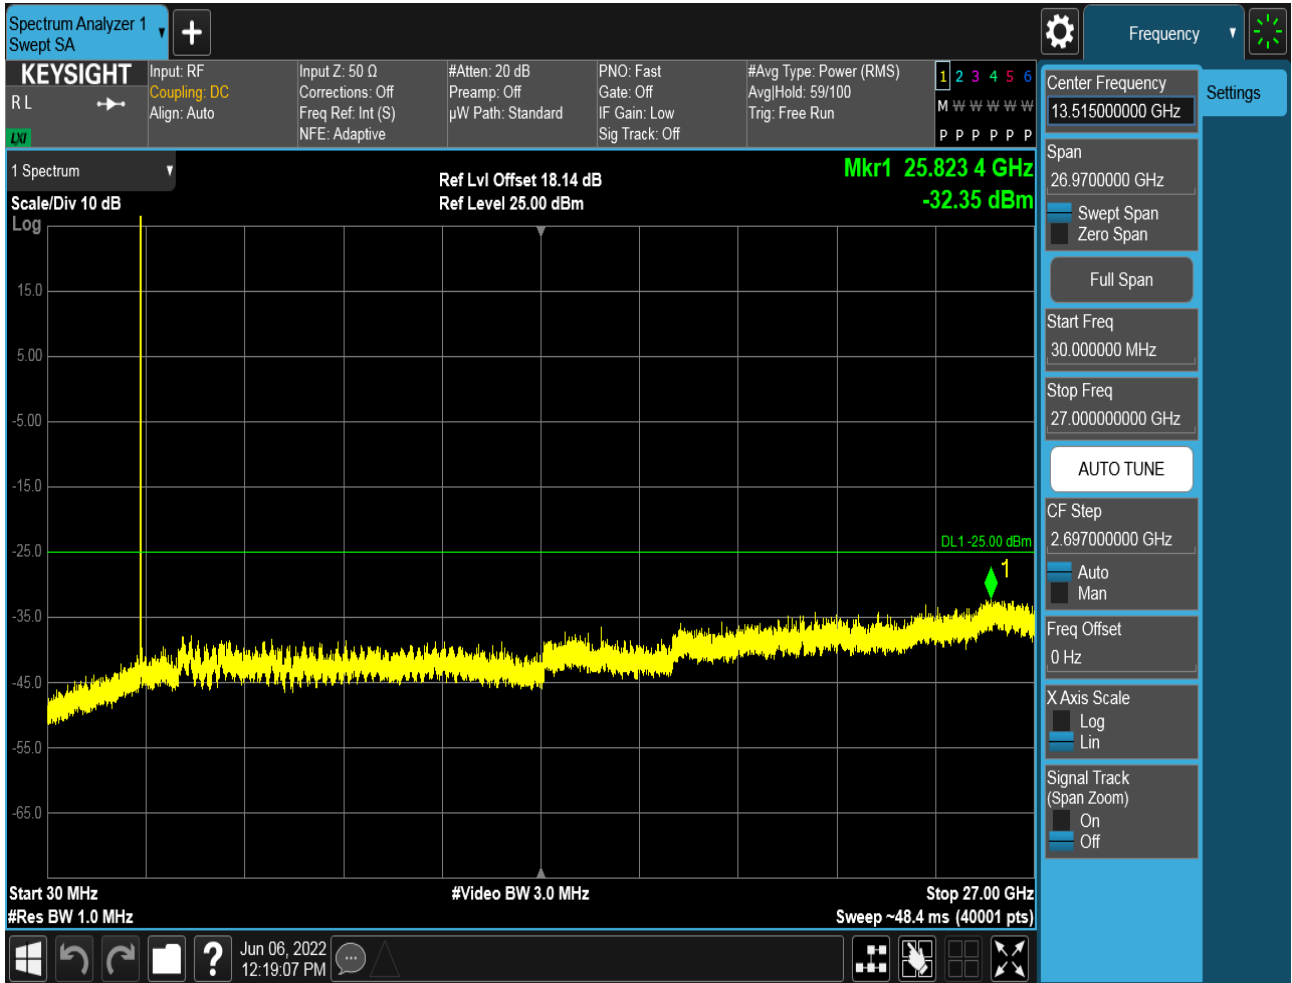 Spectrum Analyzer 1
Swept SA
Frequency
KEYSIGHT
R L
LXI
Input: RF
Coupling: DC
Align: Auto
Input Z: 50 Ω
Corrections: Off
Freq Ref: Int (S)
NFE: Adaptive
#Atten: 20 dB
Preamp: Off
µW Path: Standard
PNO: Fast
Gate: Off
IF Gain: Low
Sig Track: Off
#Avg Type: Power (RMS)
Avg|Hold: 59/100
Trig: Free Run
1 2 3 4 5 6
M W W W W W
P P P P P P
1 Spectrum
Scale/Div 10 dB
Log
Ref Lvl Offset 18.14 dB
Ref Level 25.00 dBm
Mkr1 25.823 4 GHz
-32.35 dBm
15.0
5.00
-5.00
-15.0
-25.0
-35.0
-45.0
-55.0
-65.0
DL1 -25.00 dBm
1
Start 30 MHz
#Res BW 1.0 MHz
#Video BW 3.0 MHz
Stop 27.00 GHz
Sweep ~48.4 ms (40001 pts)
Jun 06, 2022
12:19:07 PM
Center Frequency
13.515000000 GHz
Settings
Span
26.9700000 GHz
Swept Span
Zero Span
Full Span
Start Freq
30.000000 MHz
Stop Freq
27.000000000 GHz
AUTO TUNE
CF Step
2.697000000 GHz
Auto
Man
Freq Offset
0 Hz
X Axis Scale
Log
Lin
Signal Track
(Span Zoom)
On
Off